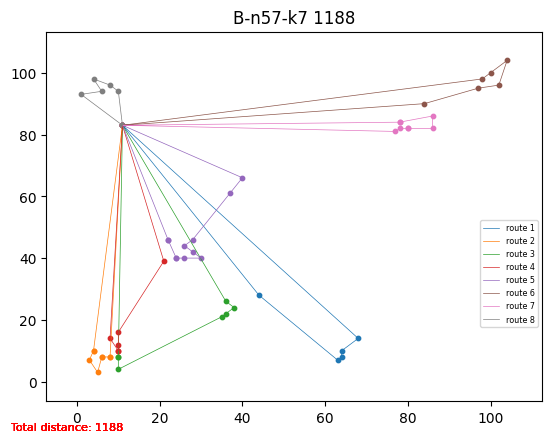 B-n57-k7 1188
100
80
60
40
20
0
0
20
40
60
80
100
route 1
route 2
route 3
route 4
route 5
route 6
route 7
route 8
Total distance: 1188